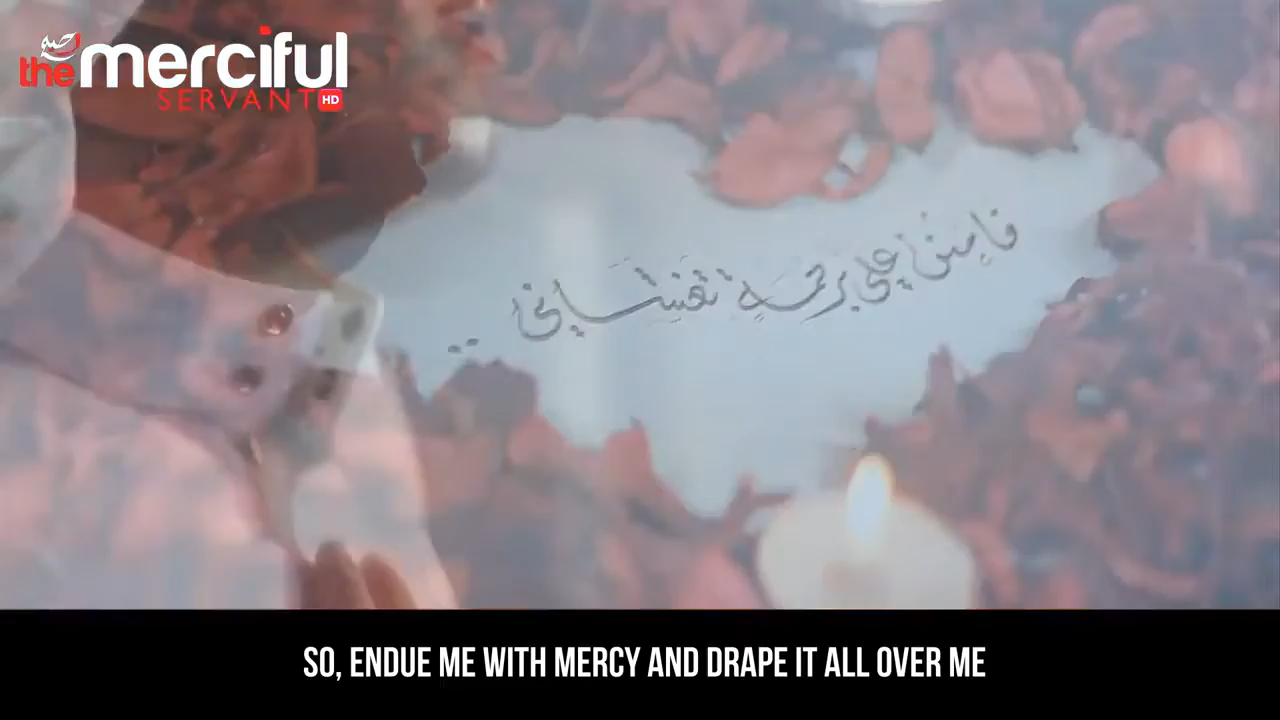 the merciful
SERVANT HD
فامنن علي برحمة تغشاني ..
SO, ENDUE ME WITH MERCY AND DRAPE IT ALL OVER ME